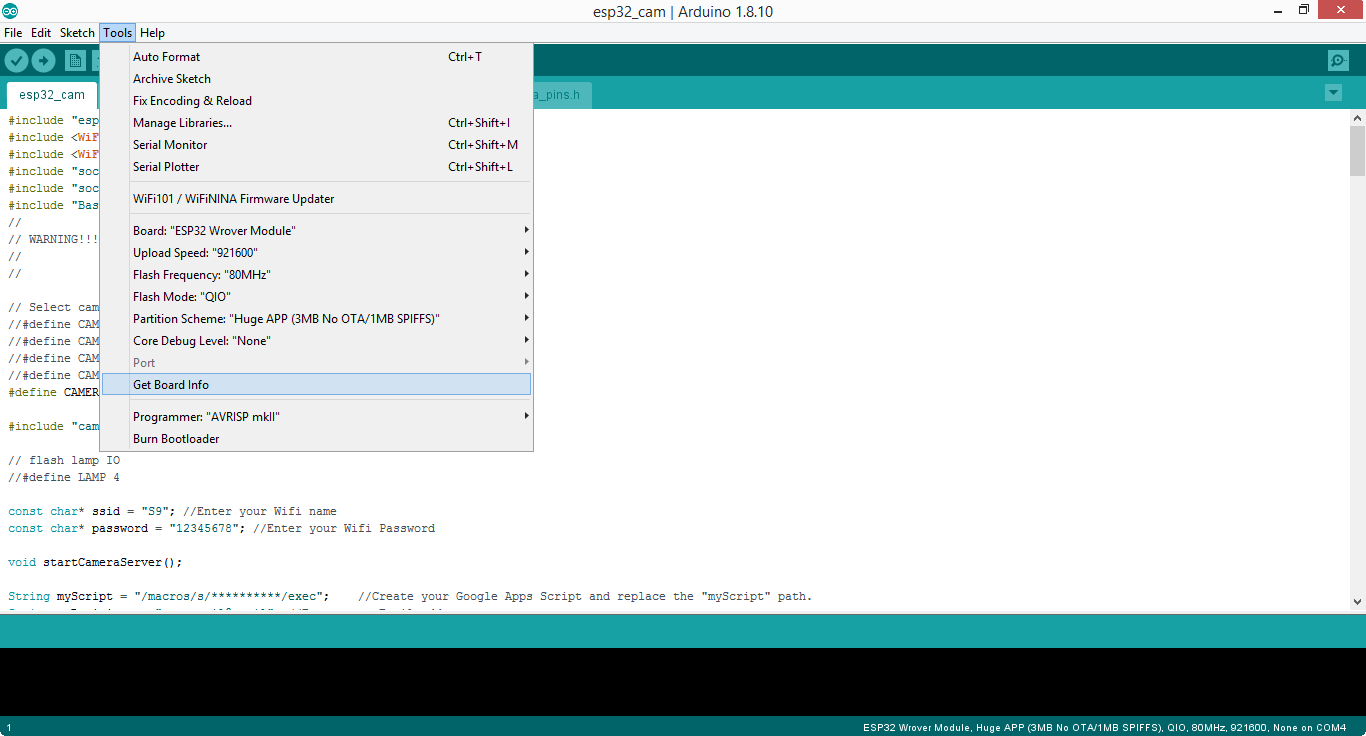 esp32_cam | Arduino 1.8.10
File Edit Sketch Tools Help
Auto Format Ctrl+T
Archive Sketch
Fix Encoding & Reload
Manage Libraries... Ctrl+Shift+I
Serial Monitor Ctrl+Shift+M
Serial Plotter Ctrl+Shift+L
WiFi101 / WiFiNINA Firmware Updater
Board: "ESP32 Wrover Module"
Upload Speed: "921600"
Flash Frequency: "80MHz"
Flash Mode: "QIO"
Partition Scheme: "Huge APP (3MB No OTA/1MB SPIFFS)"
Core Debug Level: "None"
Port
Get Board Info
Programmer: "AVRISP mkII"
Burn Bootloader
esp32_cam
a_pins.h
#include "esp
#include <WiF
#include <WiF
#include "soc
#include "soc
#include "Bas
//
// WARNING!!!
//
//
// Select cam
//#define CAM
//#define CAM
//#define CAM
//#define CAM
#define CAMER
#include "cam
// flash lamp IO
//#define LAMP 4
const char* ssid = "S9"; //Enter your Wifi name
const char* password = "12345678"; //Enter your Wifi Password
void startCameraServer();
String myScript = "/macros/s/**********/exec"; //Create your Google Apps Script and replace the "myScript" path.
1
ESP32 Wrover Module, Huge APP (3MB No OTA/1MB SPIFFS), QIO, 80MHz, 921600, None on COM4